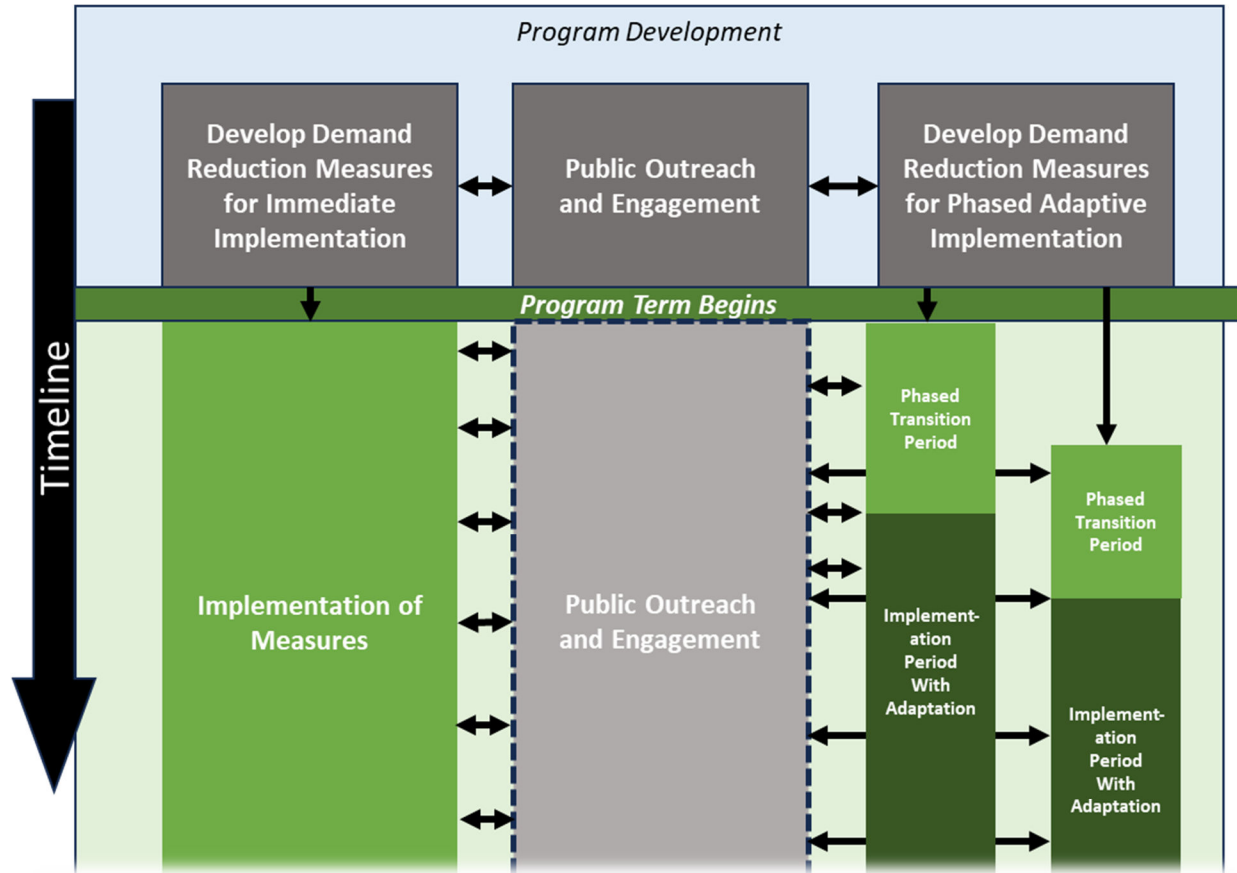 Program Development
Develop Demand
Reduction Measures
for Immediate
Implementation
Public Outreach
and Engagement
Develop Demand
Reduction Measures
for Phased Adaptive
Implementation
Program Term Begins
Timeline
Implementation of
Measures
Public Outreach
and Engagement
Phased
Transition
Period
Implement-
ation
Period
With
Adaptation
Phased
Transition
Period
Implement-
ation
Period
With
Adaptation